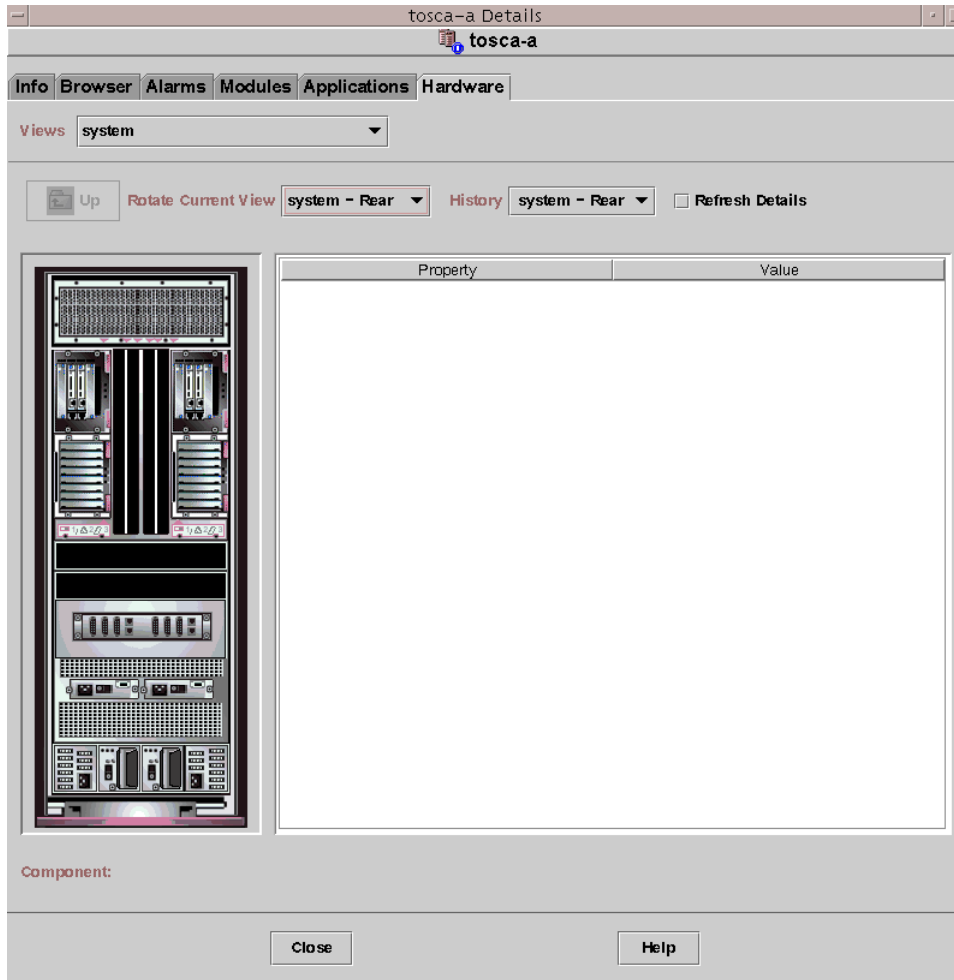 tosca-a Details
tosca-a
Info Browser Alarms Modules Applications Hardware
Views system
Up Rotate Current View system - Rear History system - Rear Refresh Details
Property Value
Component:
Close Help